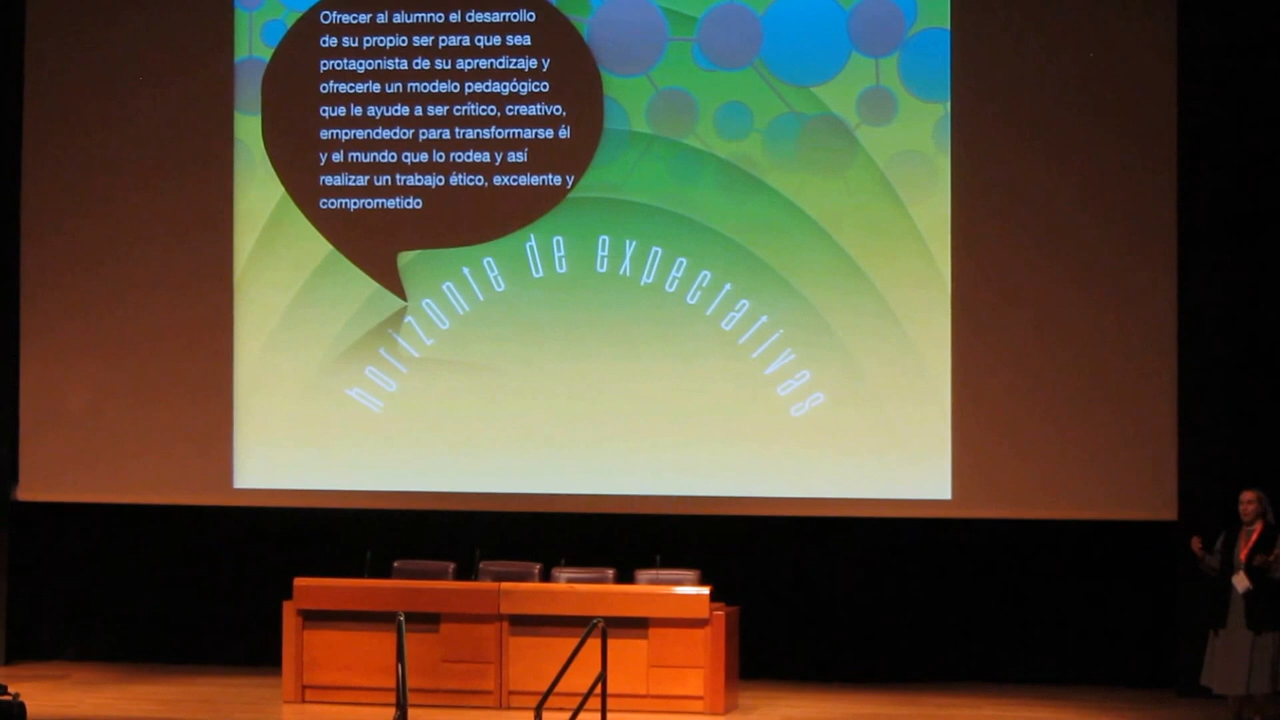 Ofrecer al alumno el desarrollo
de su propio ser para que sea
protagonista de su aprendizaje y
ofrecerle un modelo pedagógico
que le ayude a ser crítico, creativo,
emprendedor para transformarse él
y el mundo que lo rodea y así
realizar un trabajo ético, excelente y
comprometido
horizonte de expectativas